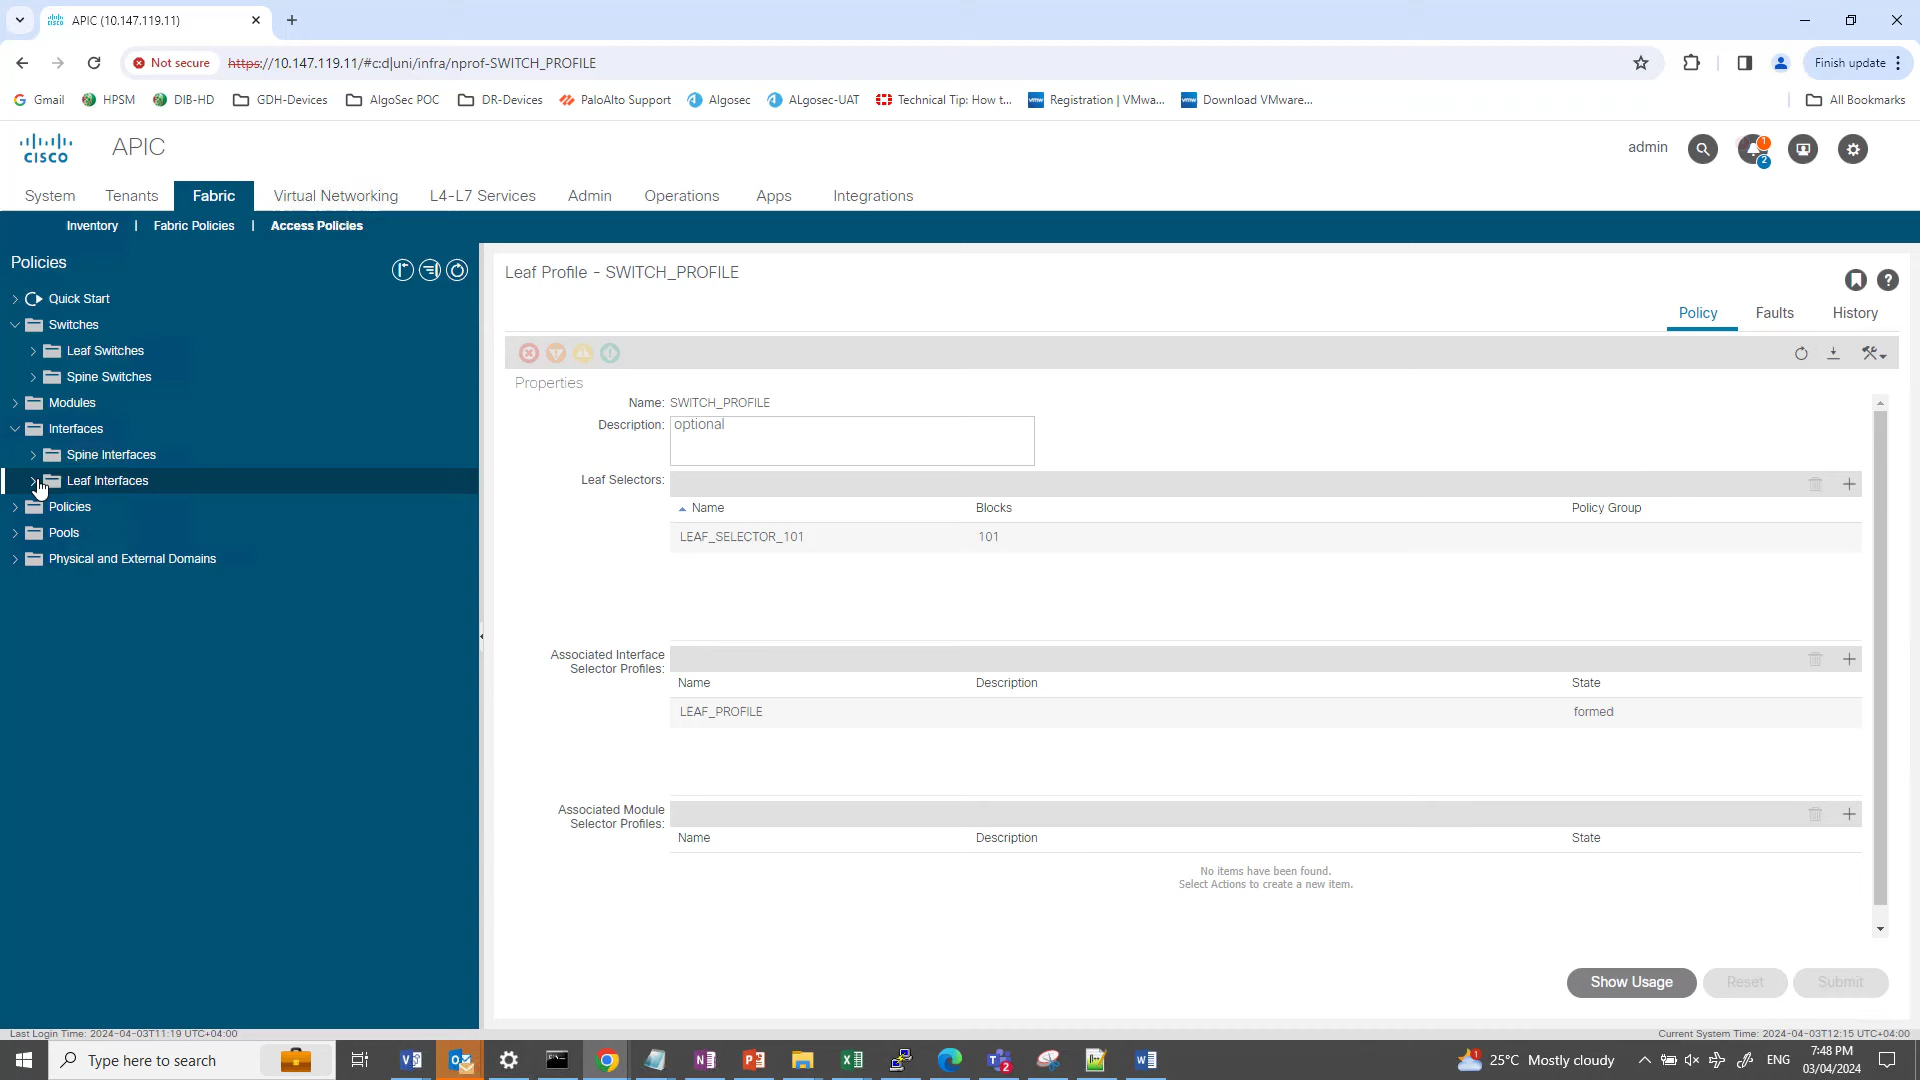 APIC (10.147.119.11)
Not secure https://10.147.119.11/#c:d|uni/infra/nprof-SWITCH_PROFILE Finish update
Gmail HPSM DIB-HD GDH-Devices AlgoSec POC DR-Devices PaloAlto Support Algosec ALgosec-UAT Technical Tip: How t... Registration | VMwa... Download VMware... All Bookmarks
CISCO APIC admin 1 2
System Tenants Fabric Virtual Networking L4-L7 Services Operations Admin Operations Apps Integrations
Inventory | Fabric Policies | Access Policies
Policies
Quick Start
Switches
Leaf Switches
Spine Switches
Modules
Interfaces
Spine Interfaces
Leaf Interfaces
Policies
Pools
Physical and External Domains
Leaf Profile - SWITCH_PROFILE
Policy Faults History
Properties
Name: SWITCH_PROFILE
Description: optional
Leaf Selectors:
Name Blocks Policy Group
LEAF_SELECTOR_101 101
Associated Interface
Selector Profiles:
Name Description State
LEAF_PROFILE formed
Associated Module
Selector Profiles:
Name Description State
No items have been found.
Select Actions to create a new item.
Show Usage Reset Submit
Last Login Time: 2024-04-03T11:19 UTC+04:00 Current System Time: 2024-04-03T12:15 UTC+04:00
Type here to search 25°C Mostly cloudy ENG 7:48 PM
03/04/2024